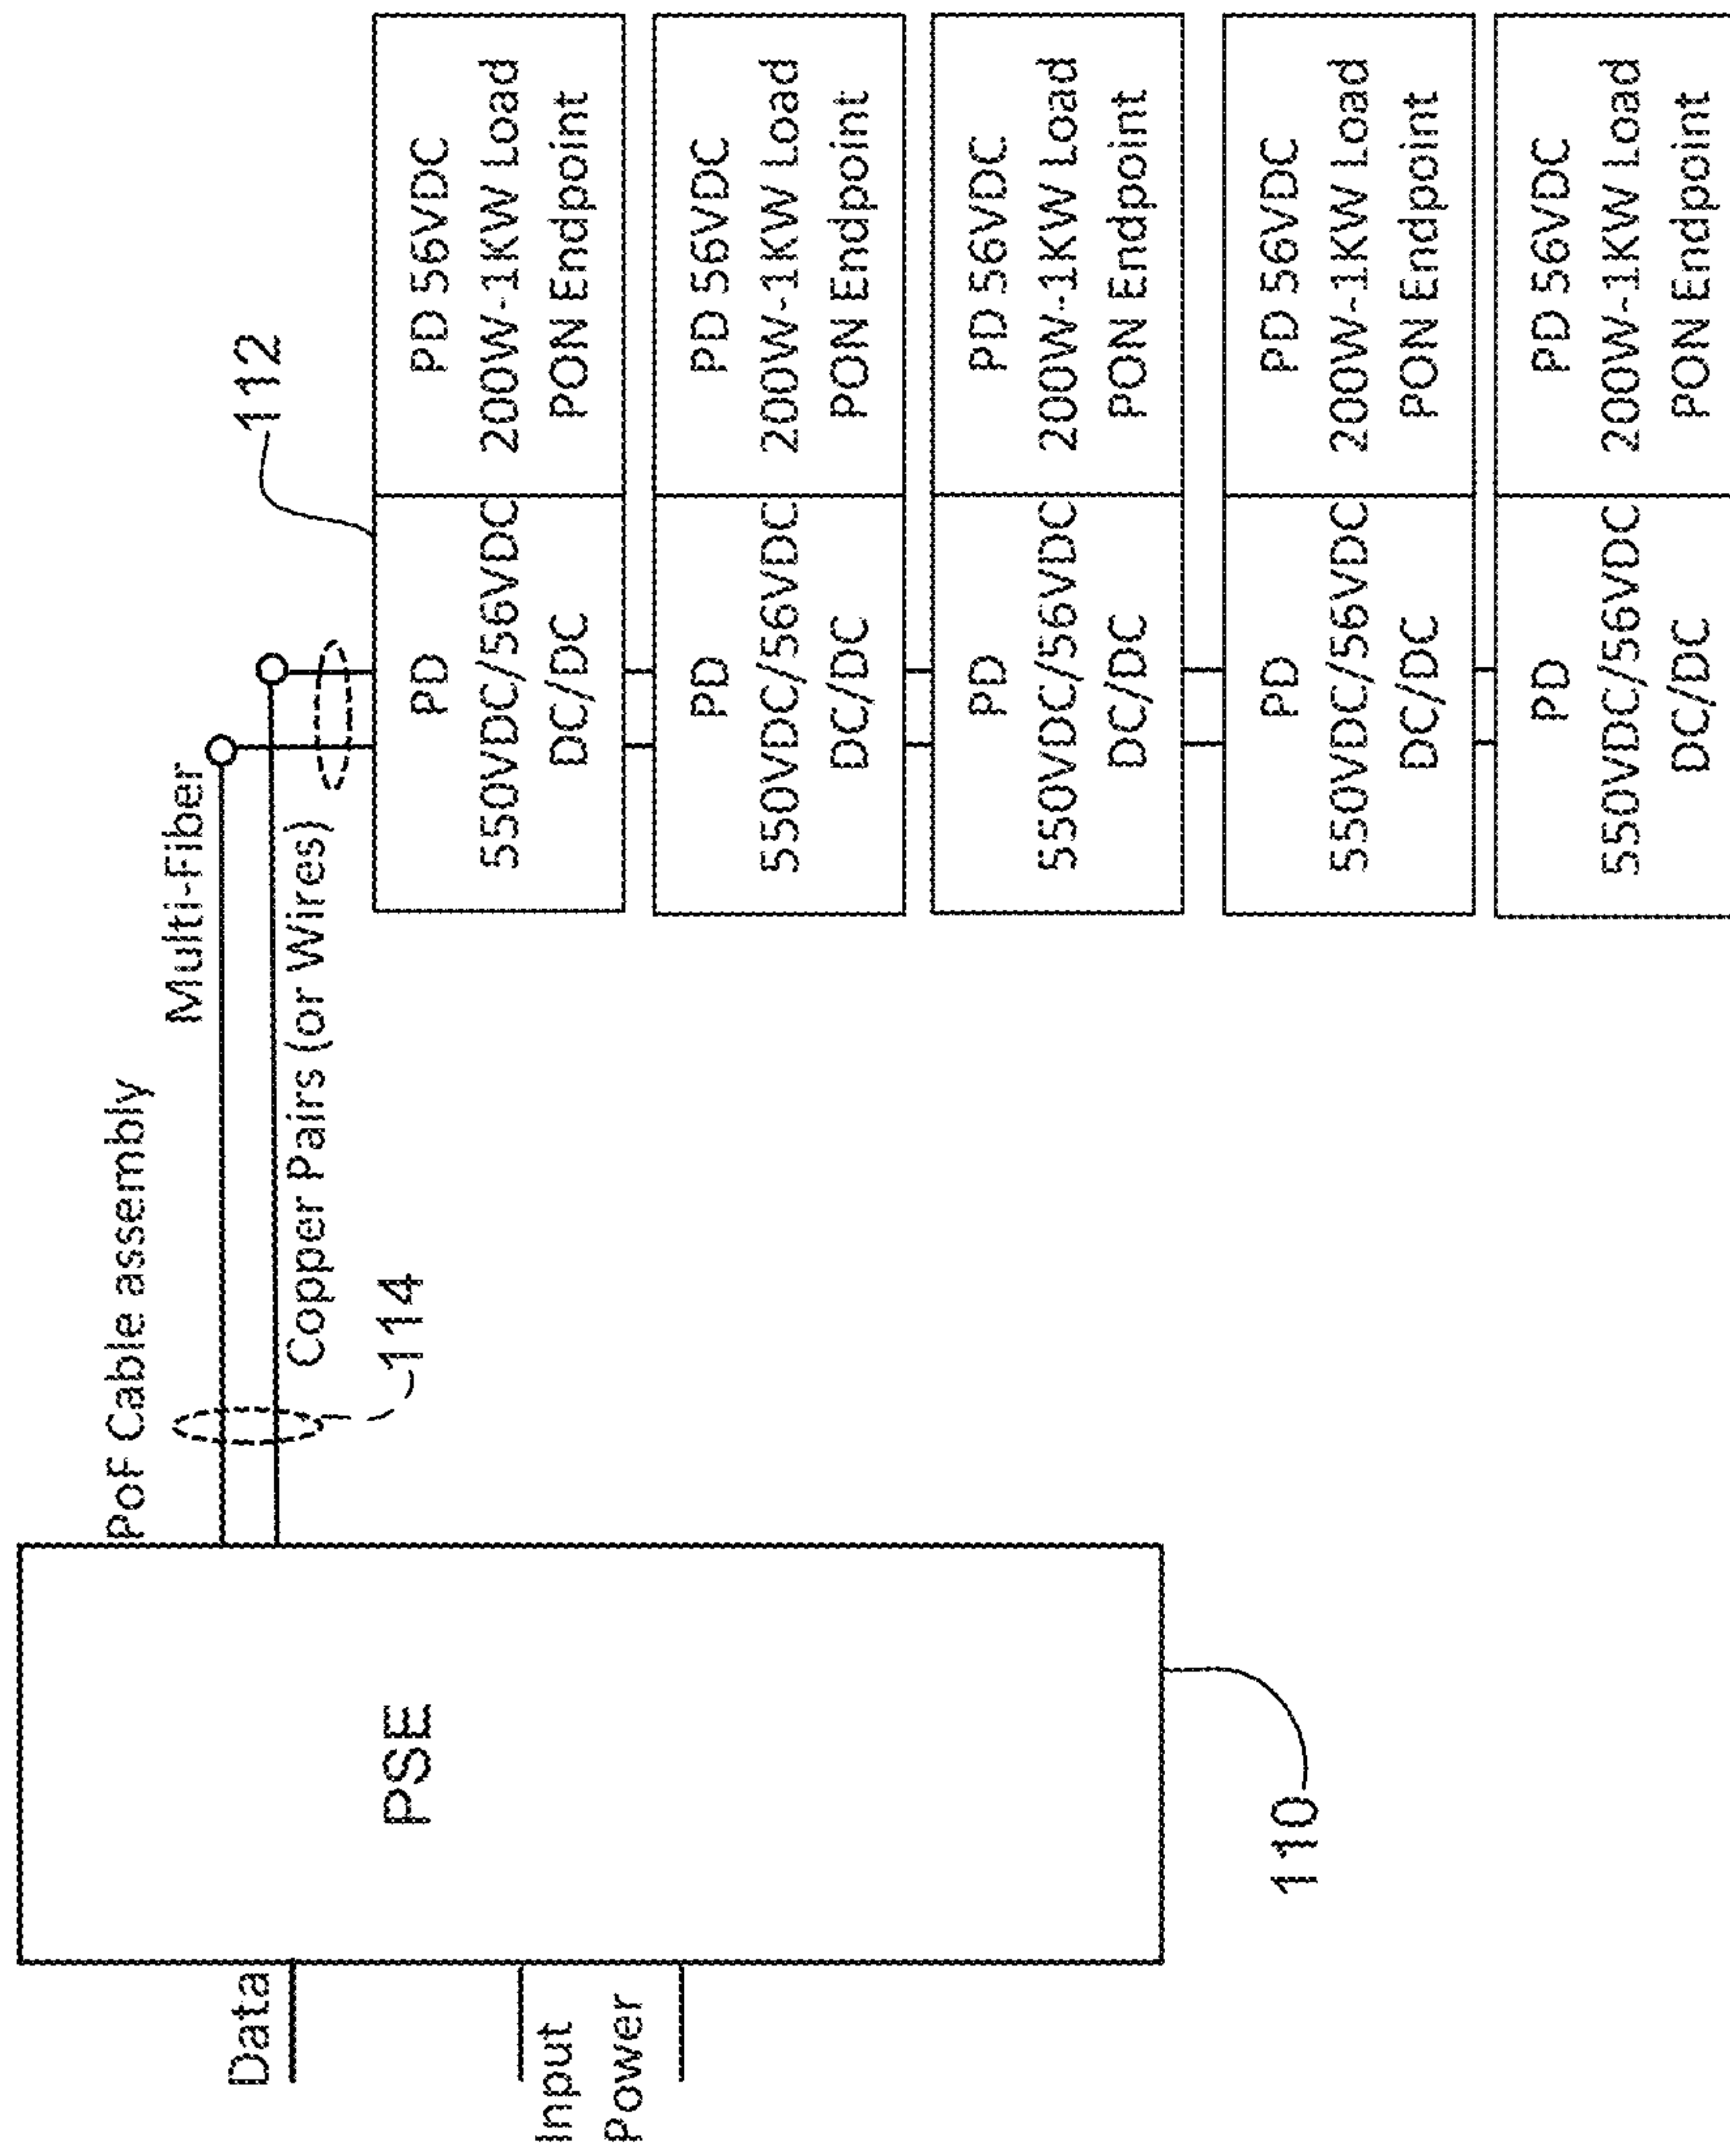 PoF Cable assembly
Multi-Fiber
Copper Pairs (or Wires)
114
112
Data
Input
Power
PSE
110
PD
550VDC/56VDC
DC/DC
PD 56VDC
200W-1KW Load
PON Endpoint
PD
550VDC/56VDC
DC/DC
PD 56VDC
200W-1KW Load
PON Endpoint
PD
550VDC/56VDC
DC/DC
PD 56VDC
200W-1KW Load
PON Endpoint
PD
550VDC/56VDC
DC/DC
PD 56VDC
200W-1KW Load
PON Endpoint
PD
550VDC/56VDC
DC/DC
PD 56VDC
200W-1KW Load
PON Endpoint